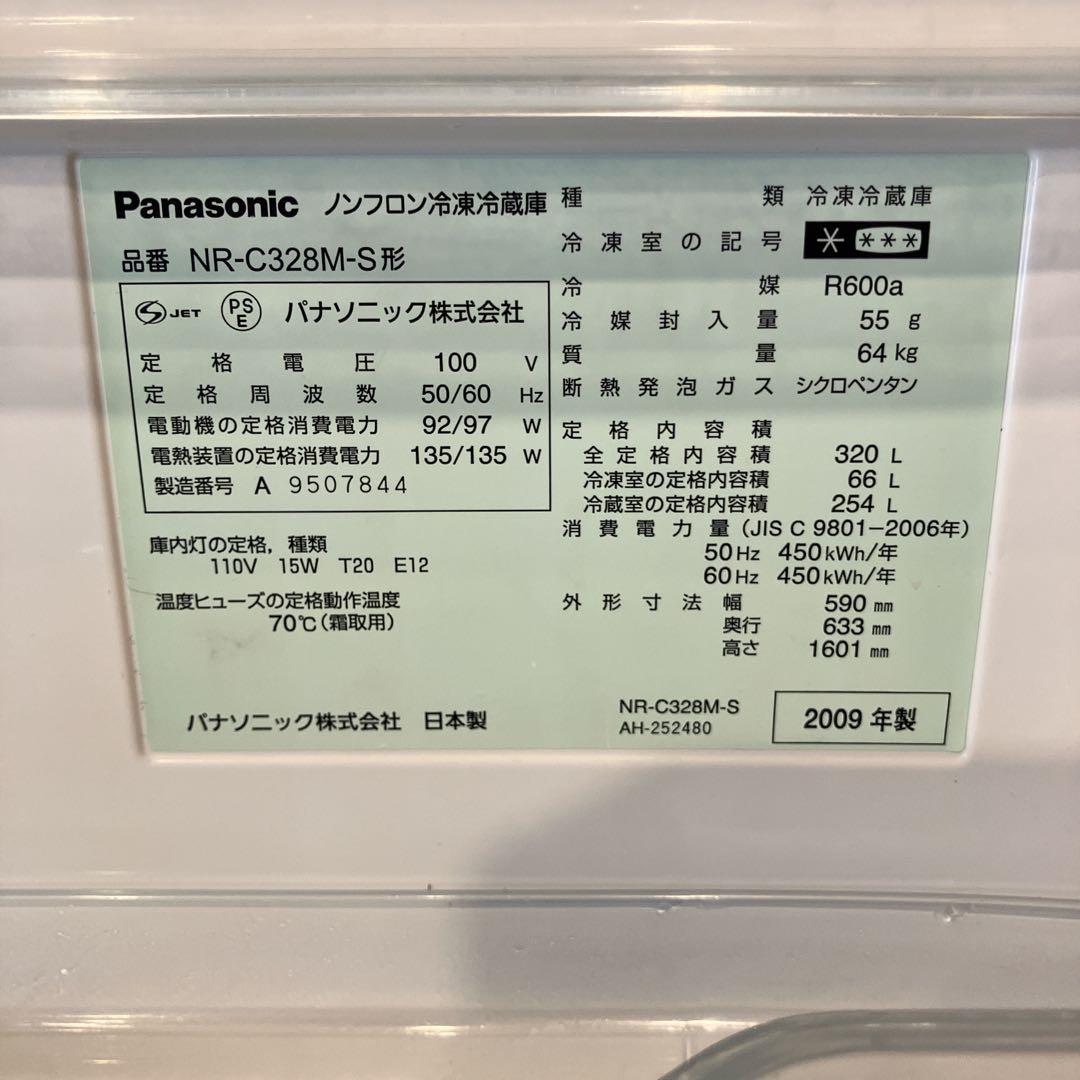 Panasonic ノンフロン冷凍冷蔵庫
品番 NR-C328M-S形
S JET PSE パナソニック株式会社
定格電圧 100 V
定格周波数 50/60 Hz
電動機の定格消費電力 92/97 W
電熱装置の定格消費電力 135/135 W
製造番号 A 9507844
庫内灯の定格，種類
110V 15W T20 E12
温度ヒューズの定格動作温度
70℃（霜取用）
パナソニック株式会社 日本製
種類 冷凍冷蔵庫
冷凍室の記号 * ***
冷媒 R600a
冷媒封入量 55 g
質量 64 kg
断熱発泡ガス シクロペンタン
定格内容積
全定格内容積 320 L
冷凍室の定格内容積 66 L
冷蔵室の定格内容積 254 L
消費電力量（JIS C 9801−2006年）
50Hz 450kWh/年
60Hz 450kWh/年
外形寸法幅 590 mm
奥行 633 mm
高さ 1601 mm
NR-C328M-S
AH-252480
2009 年製